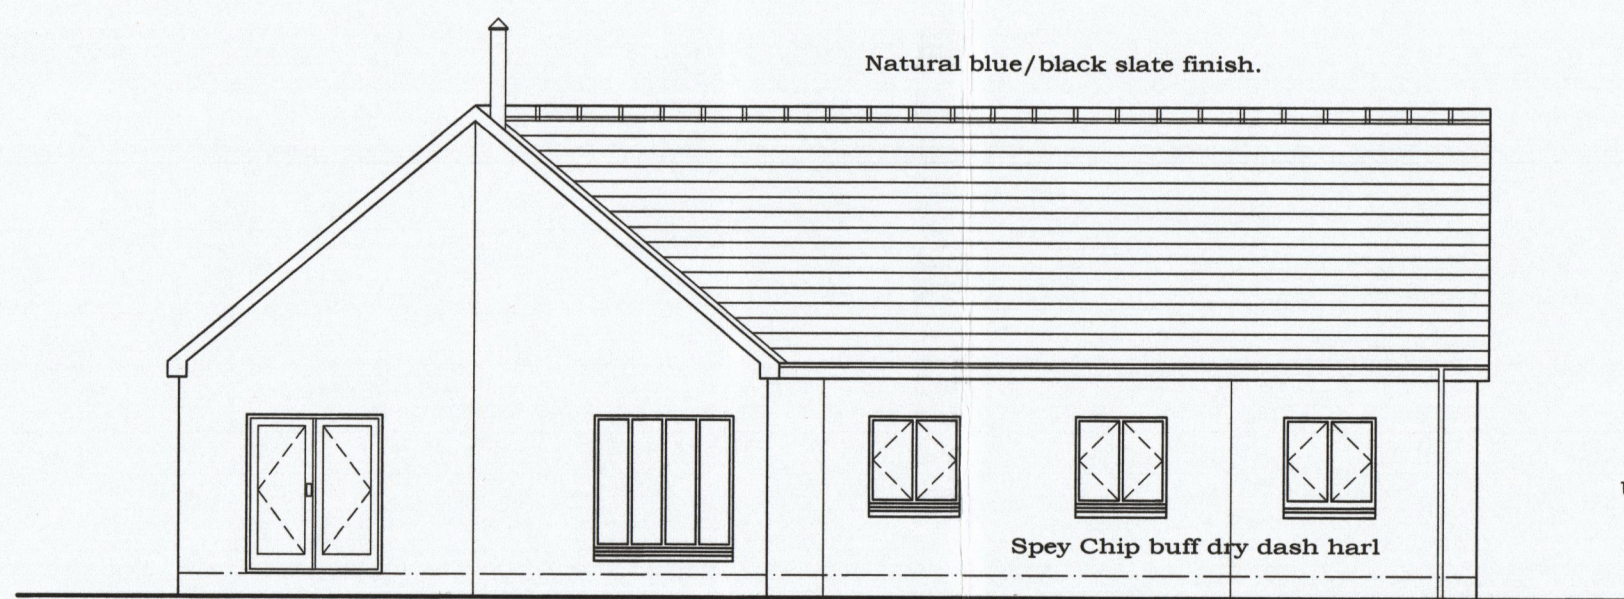 Natural blue/black slate finish.
Spey Chip buff dry dash harl